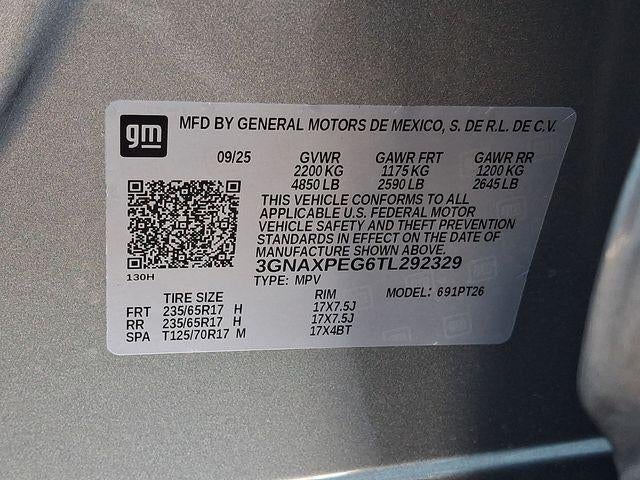 gm MFD BY GENERAL MOTORS DE MEXICO, S. DE R.L. DE C.V.
09/25 GVWR GAWR FRT GAWR RR
2200 KG 1175 KG 1200 KG
4850 LB 2590 LB 2645 LB
THIS VEHICLE CONFORMS TO ALL
APPLICABLE U.S. FEDERAL MOTOR
VEHICLE SAFETY AND THEFT PREVENTION
STANDARDS IN EFFECT ON THE DATE OF
MANUFACTURE SHOWN ABOVE.
3GNAXPEG6TL292329
130H TYPE: MPV MODEL: 691PT26
TIRE SIZE RIM
FRT 235/65R17 H 17X7.5J
RR 235/65R17 H 17X7.5J
SPA T125/70R17 M 17X4BT